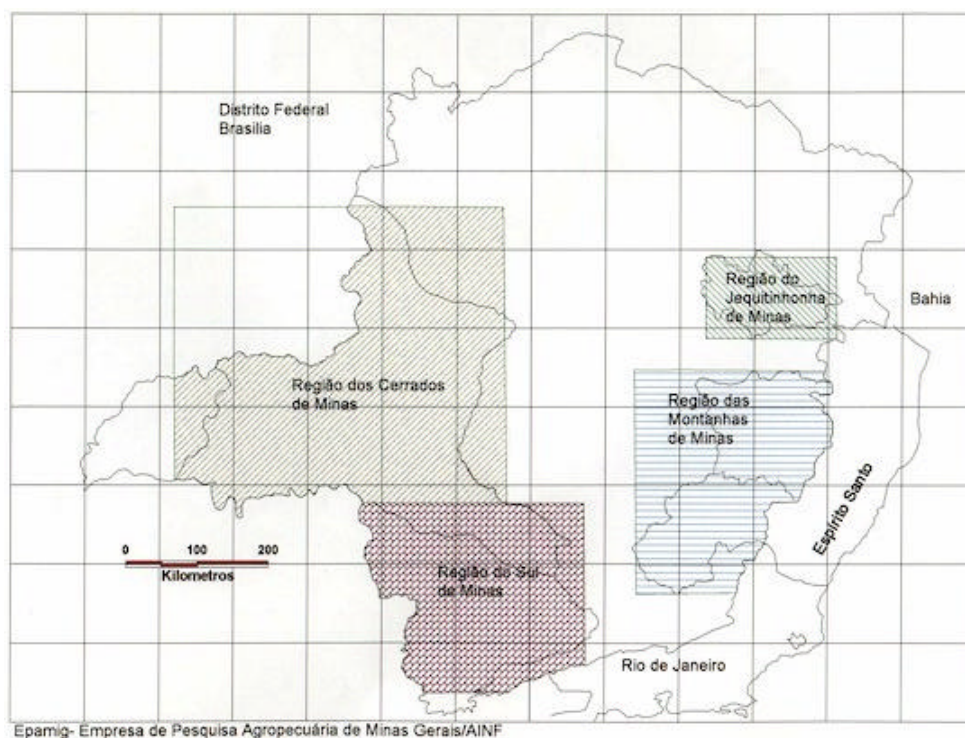 Distrito Federal
Brasilia
Região do
Jequitinhonha
de Minas
Bahia
Região dos Cerrados
de Minas
Região das
Montanhas
de Minas
Espírito Santo
0 100 200
Kilometros
Região do Sul
de Minas
Rio de Janeiro
Epamig- Empresa de Pesquisa Agropecuária de Minas Gerais/AINF